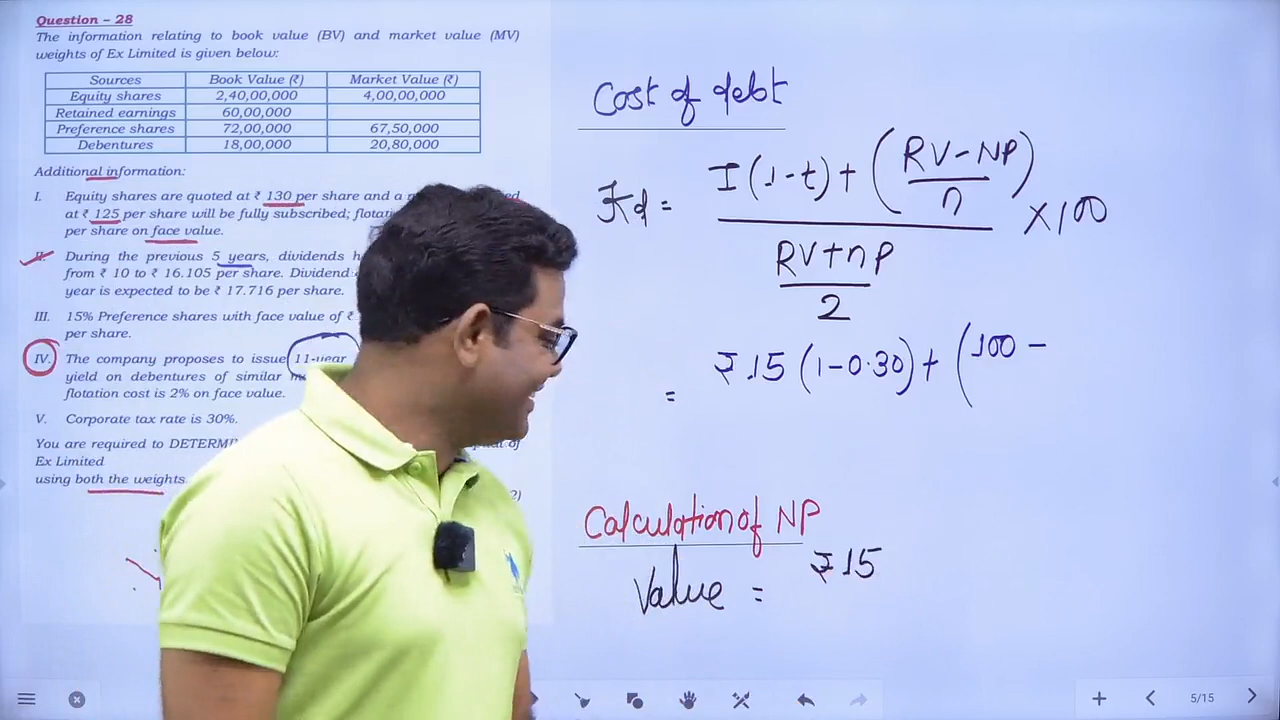 Question – 28
The information relating to book value (BV) and market value (MV)
weights of Ex Limited is given below:
Sources Book Value (₹) Market Value (₹)
Equity shares 2,40,00,000 4,00,00,000
Retained earnings 60,00,000
Preference shares 72,00,000 67,50,000
Debentures 18,00,000 20,80,000
Additional information:
I. Equity shares are quoted at ₹ 130 per share and a
at ₹ 125 per share will be fully subscribed;
per share on face value.
II. During the previous 5 years, dividends
from ₹ 10 to ₹ 16.105 per share. Dividend
year is expected to be ₹ 17.716 per share.
III. 15% Preference shares with face value of ₹
per share.
IV. The company proposes to issue 11-year
yield on debentures of similar
flotation cost is 2% on face value.
V. Corporate tax rate is 30%.
You are required to of
Ex Limited
using both the weights.
2)
Cost of debt
Kd = I(1-t) + (RV-NP/n) / RV+NP/2 × 100
= ₹15 (1-0.30) + (100 -
Calculation of NP
Value = ₹15
5/15